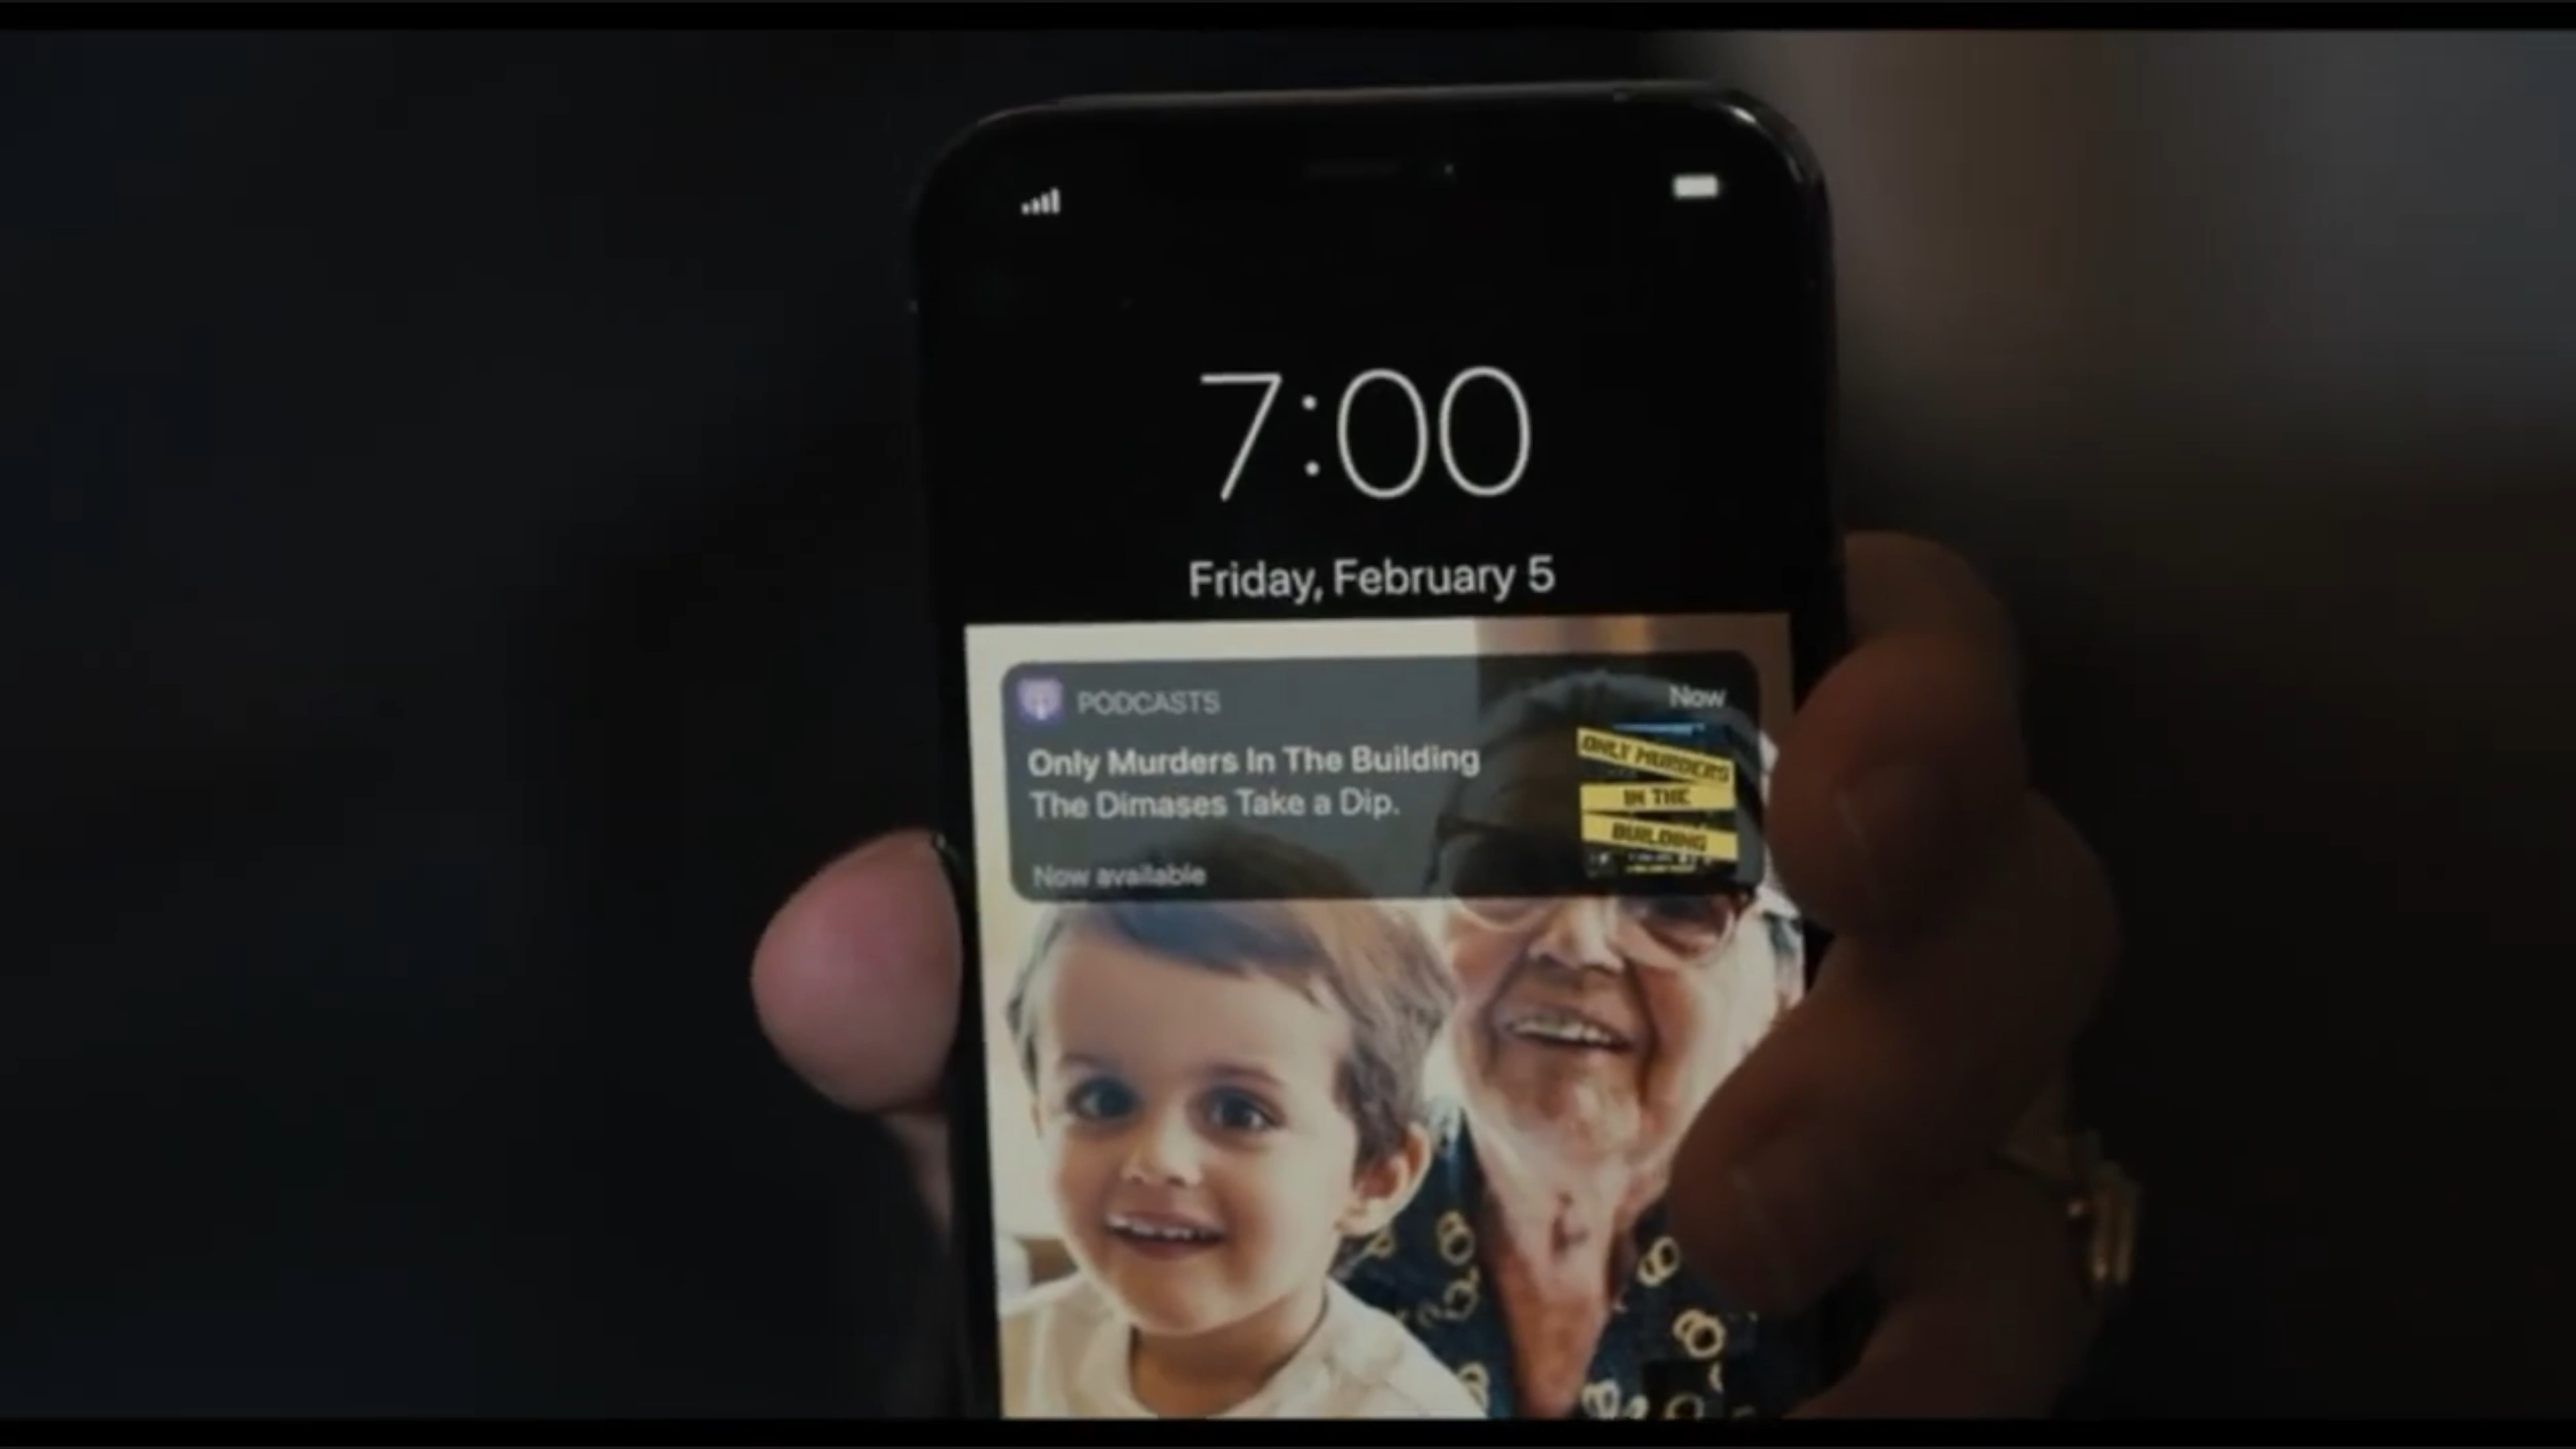 7:00
Friday, February 5
PODCASTS
Now
Only Murders In The Building
The Dimases Take a Dip.
Now available
ONLY MURDERS
IN THE
BUILDING